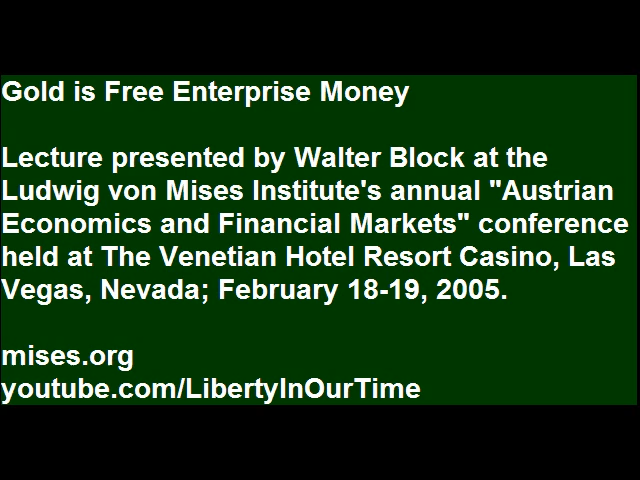 Gold is Free Enterprise Money
Lecture presented by Walter Block at the
Ludwig von Mises Institute's annual "Austrian
Economics and Financial Markets" conference
held at The Venetian Hotel Resort Casino, Las
Vegas, Nevada; February 18-19, 2005.
mises.org
youtube.com/LibertyInOurTime